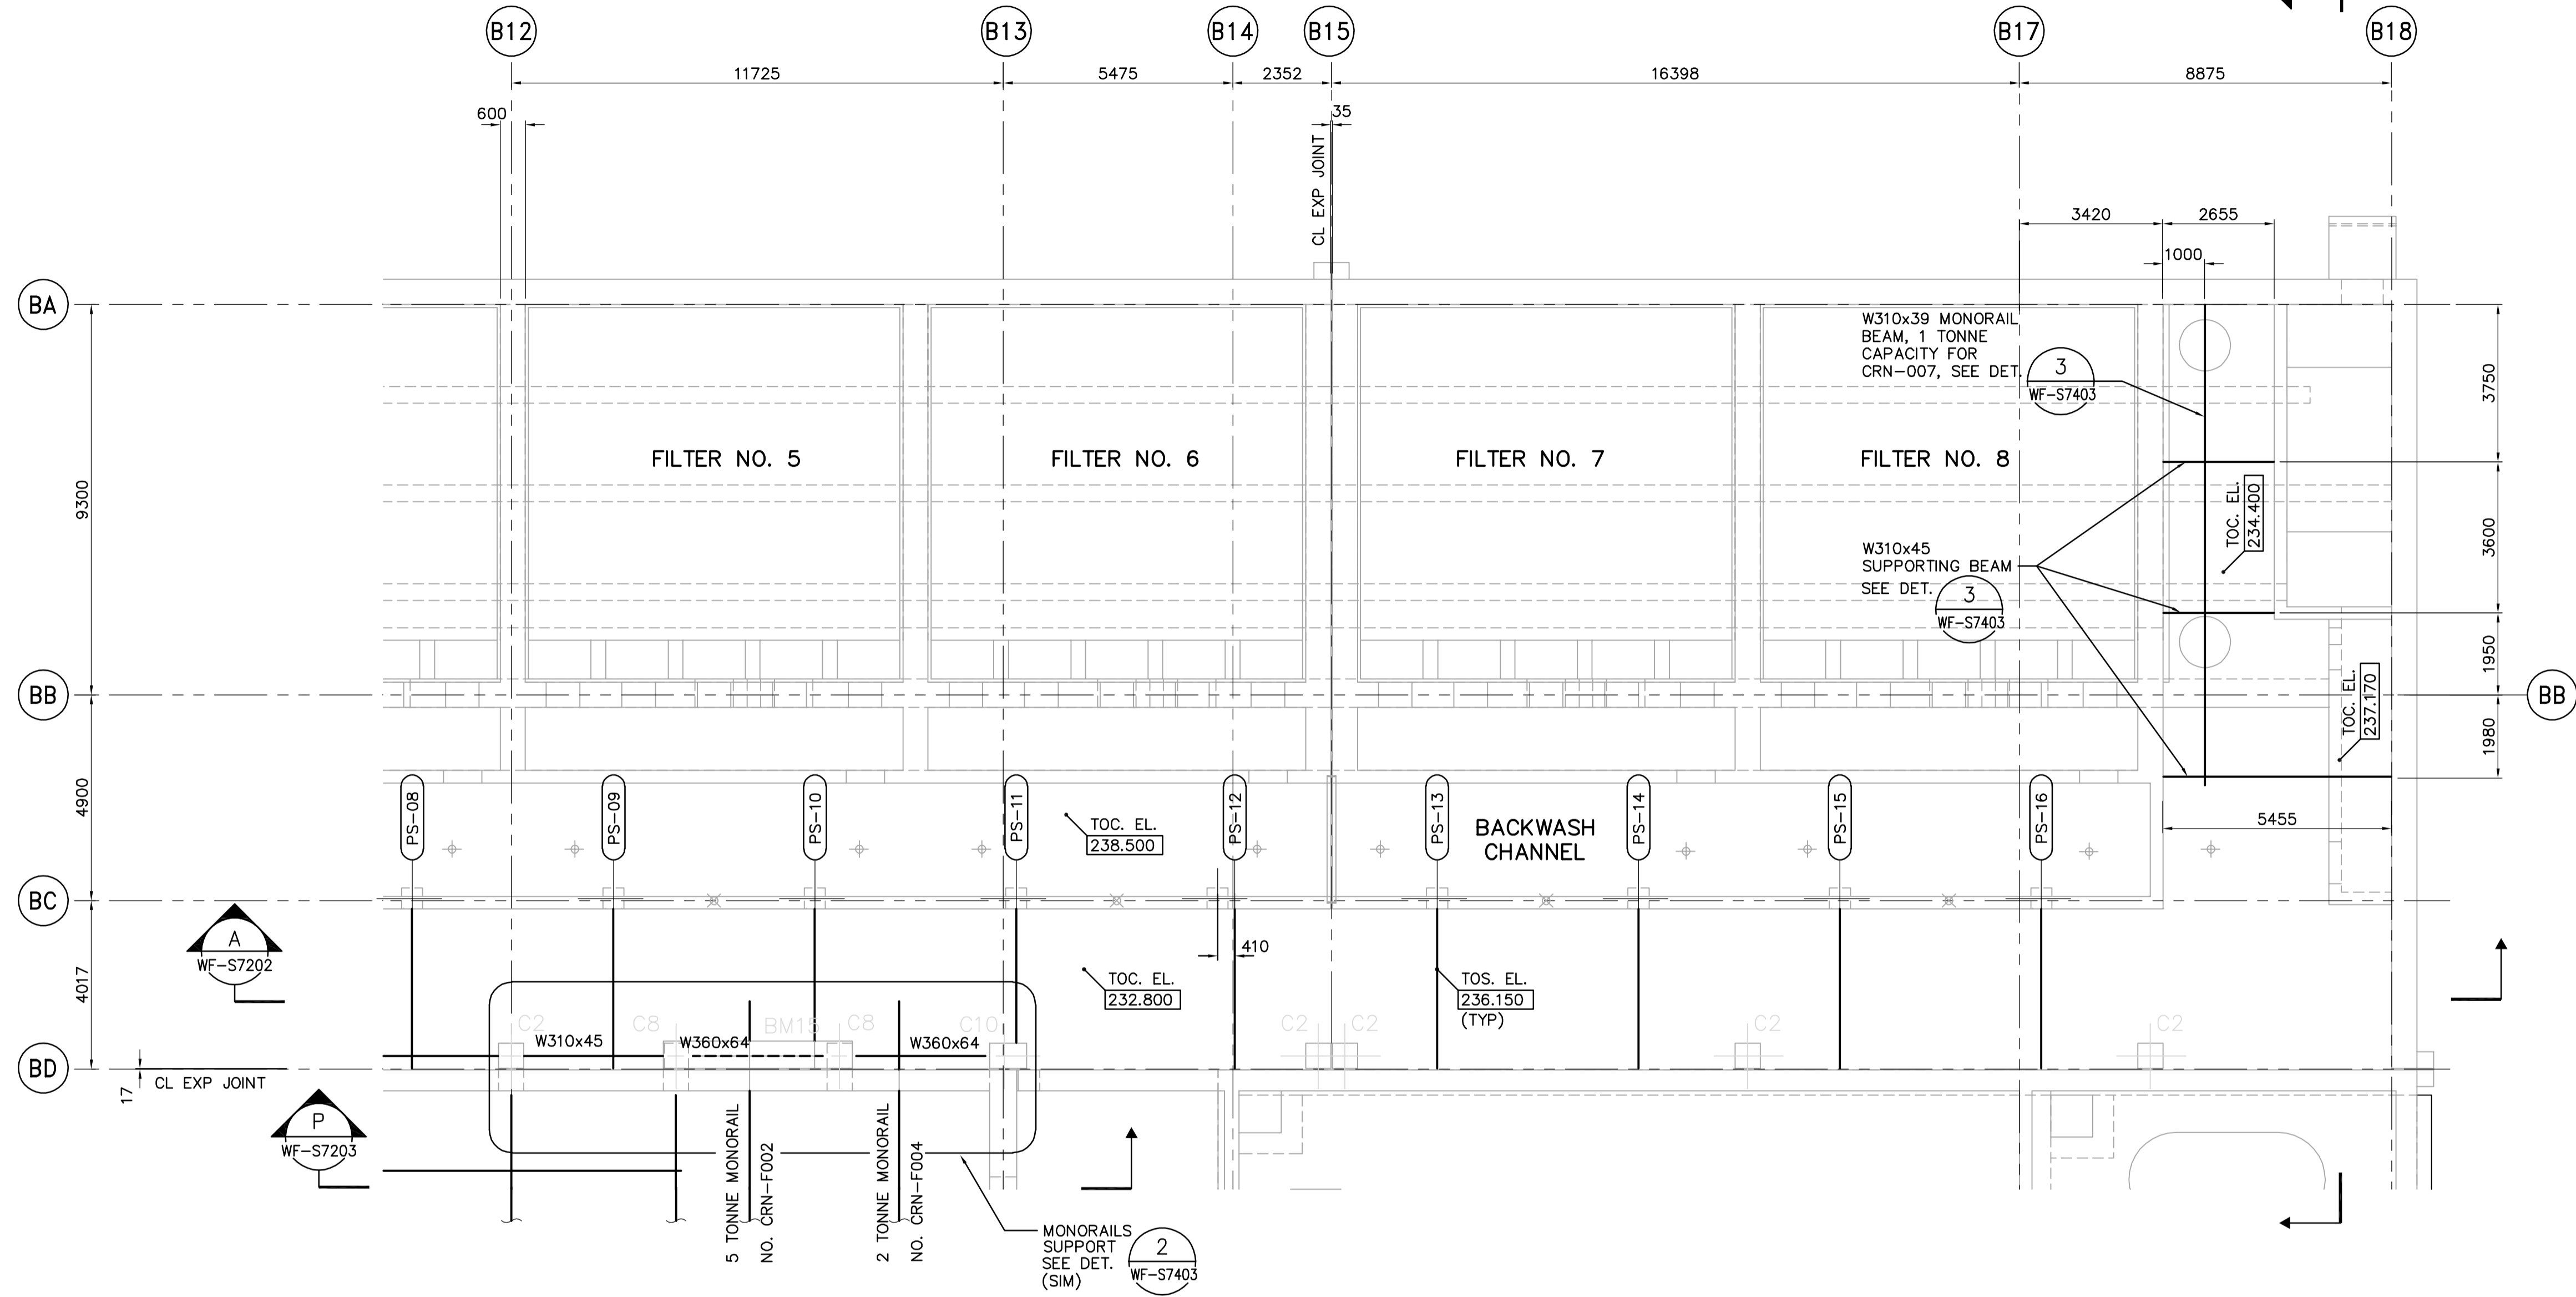 B12
B13
B14
B15
B17
B18
11725
5475
2352
16398
8875
600
35
CL EXP JOINT
3420
2655
1000
BA
W310x39 MONORAIL
BEAM, 1 TONNE
CAPACITY FOR
CRN-007, SEE DET.
3
WF-S7403
3750
FILTER NO. 5
FILTER NO. 6
FILTER NO. 7
FILTER NO. 8
9300
TOC. EL.
234.400
3600
W310x45
SUPPORTING BEAM
SEE DET.
3
WF-S7403
1950
BB
BB
TOC. EL.
237.170
1980
4900
PS-08
PS-09
PS-10
PS-11
PS-12
PS-13
PS-14
PS-15
PS-16
TOC. EL.
238.500
BACKWASH
CHANNEL
5455
BC
A
WF-S7202
410
4017
TOC. EL.
232.800
TOS. EL.
236.150
(TYP)
C2
C8
BM15
C8
C10
C2
C2
C2
C2
W310x45
W360x64
W360x64
BD
17
CL EXP JOINT
P
WF-S7203
5 TONNE MONORAIL
NO. CRN-F002
2 TONNE MONORAIL
NO. CRN-F004
MONORAILS
SUPPORT
SEE DET.
(SIM)
2
WF-S7403